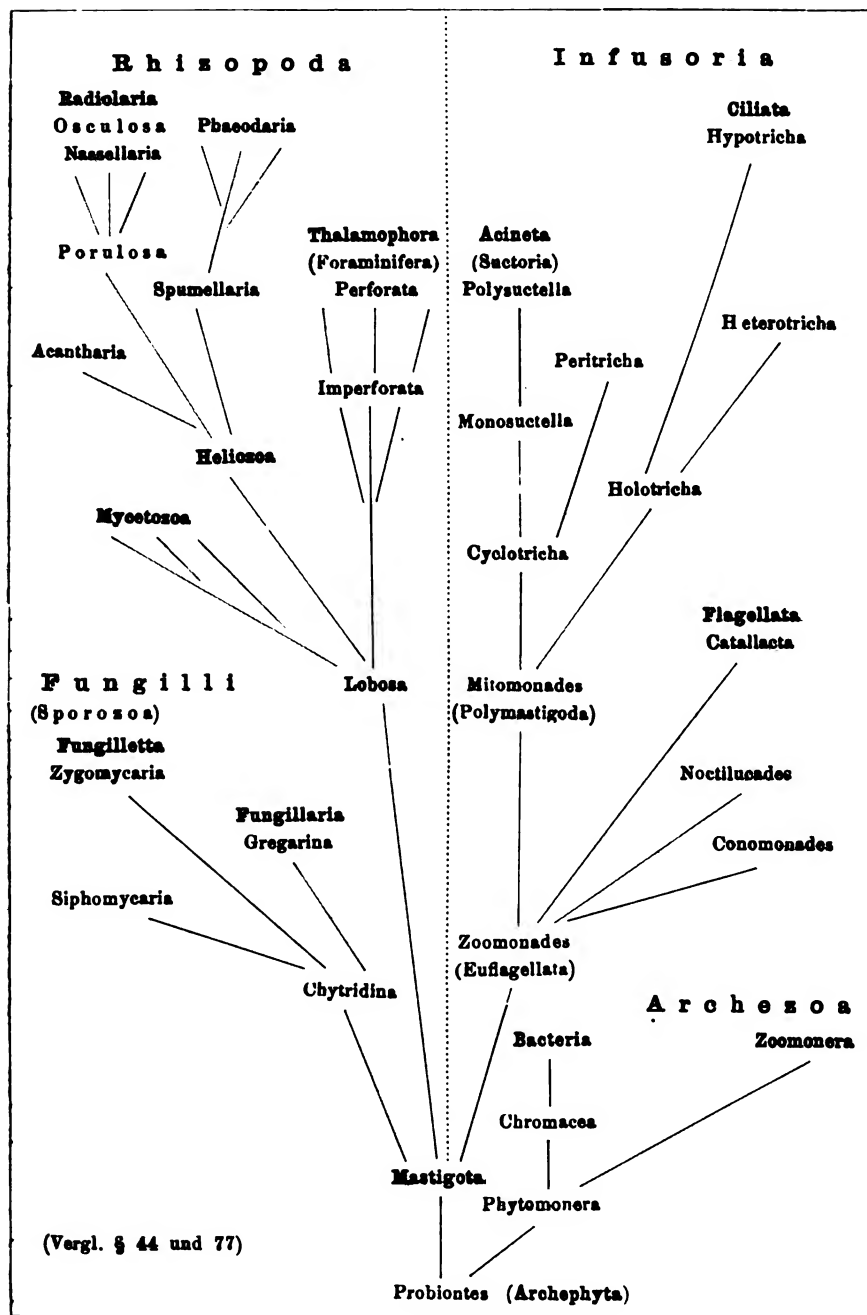 Rhizopoda
Infusoria
Radiolaria
Osculosa
Nassellaria
Phaeodaria
Ciliata
Hypotricha
Porulosa
Spumellaria
Thalamophora
(Foraminifera)
Perforata
Acineta
(Suctoria)
Polysuctella
Acantharia
Heterotricha
Peritricha
Imperforata
Monosuctella
Heliozoa
Holotricha
Mycetozoa
Cyclotricha
Flagellata
Catallacta
Fungilli
(Sporozoa)
Lobosa
Mitomonades
(Polymastigoda)
Fungilletta
Zygomycaria
Noctilucades
Fungillaria
Gregarina
Conomonades
Siphomycaria
Zoomonades
(Euflagellata)
Chytridina
Archezoa
Bacteria
Zoomonera
Chromacea
Mastigota
Phytomonera
(Vergl. § 44 und 77)
Probiontes (Archephyta)